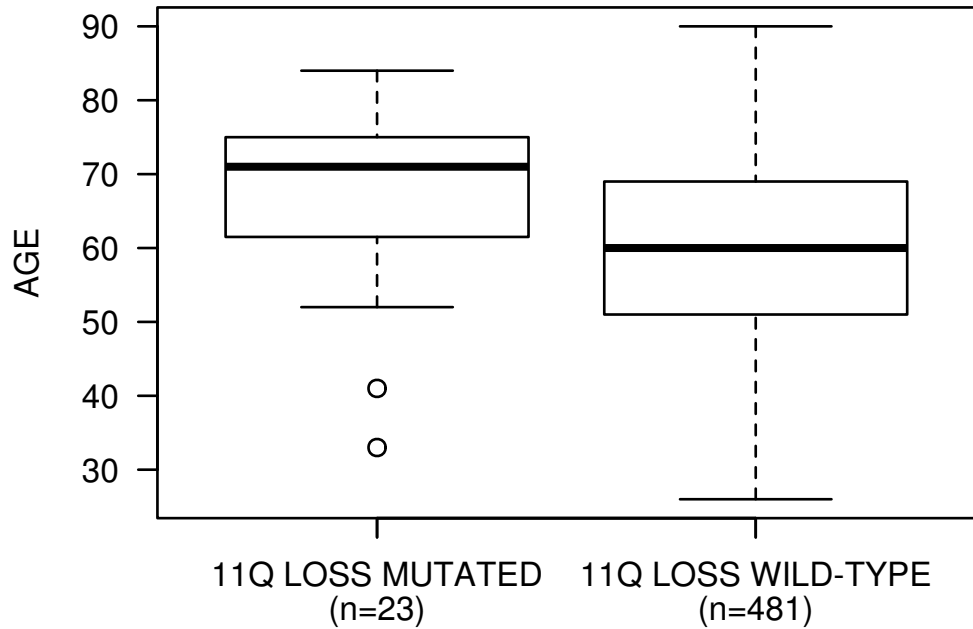 90
80
70
60
50
40
30
AGE
11Q LOSS MUTATED
(n=23)
11Q LOSS WILD-TYPE
(n=481)